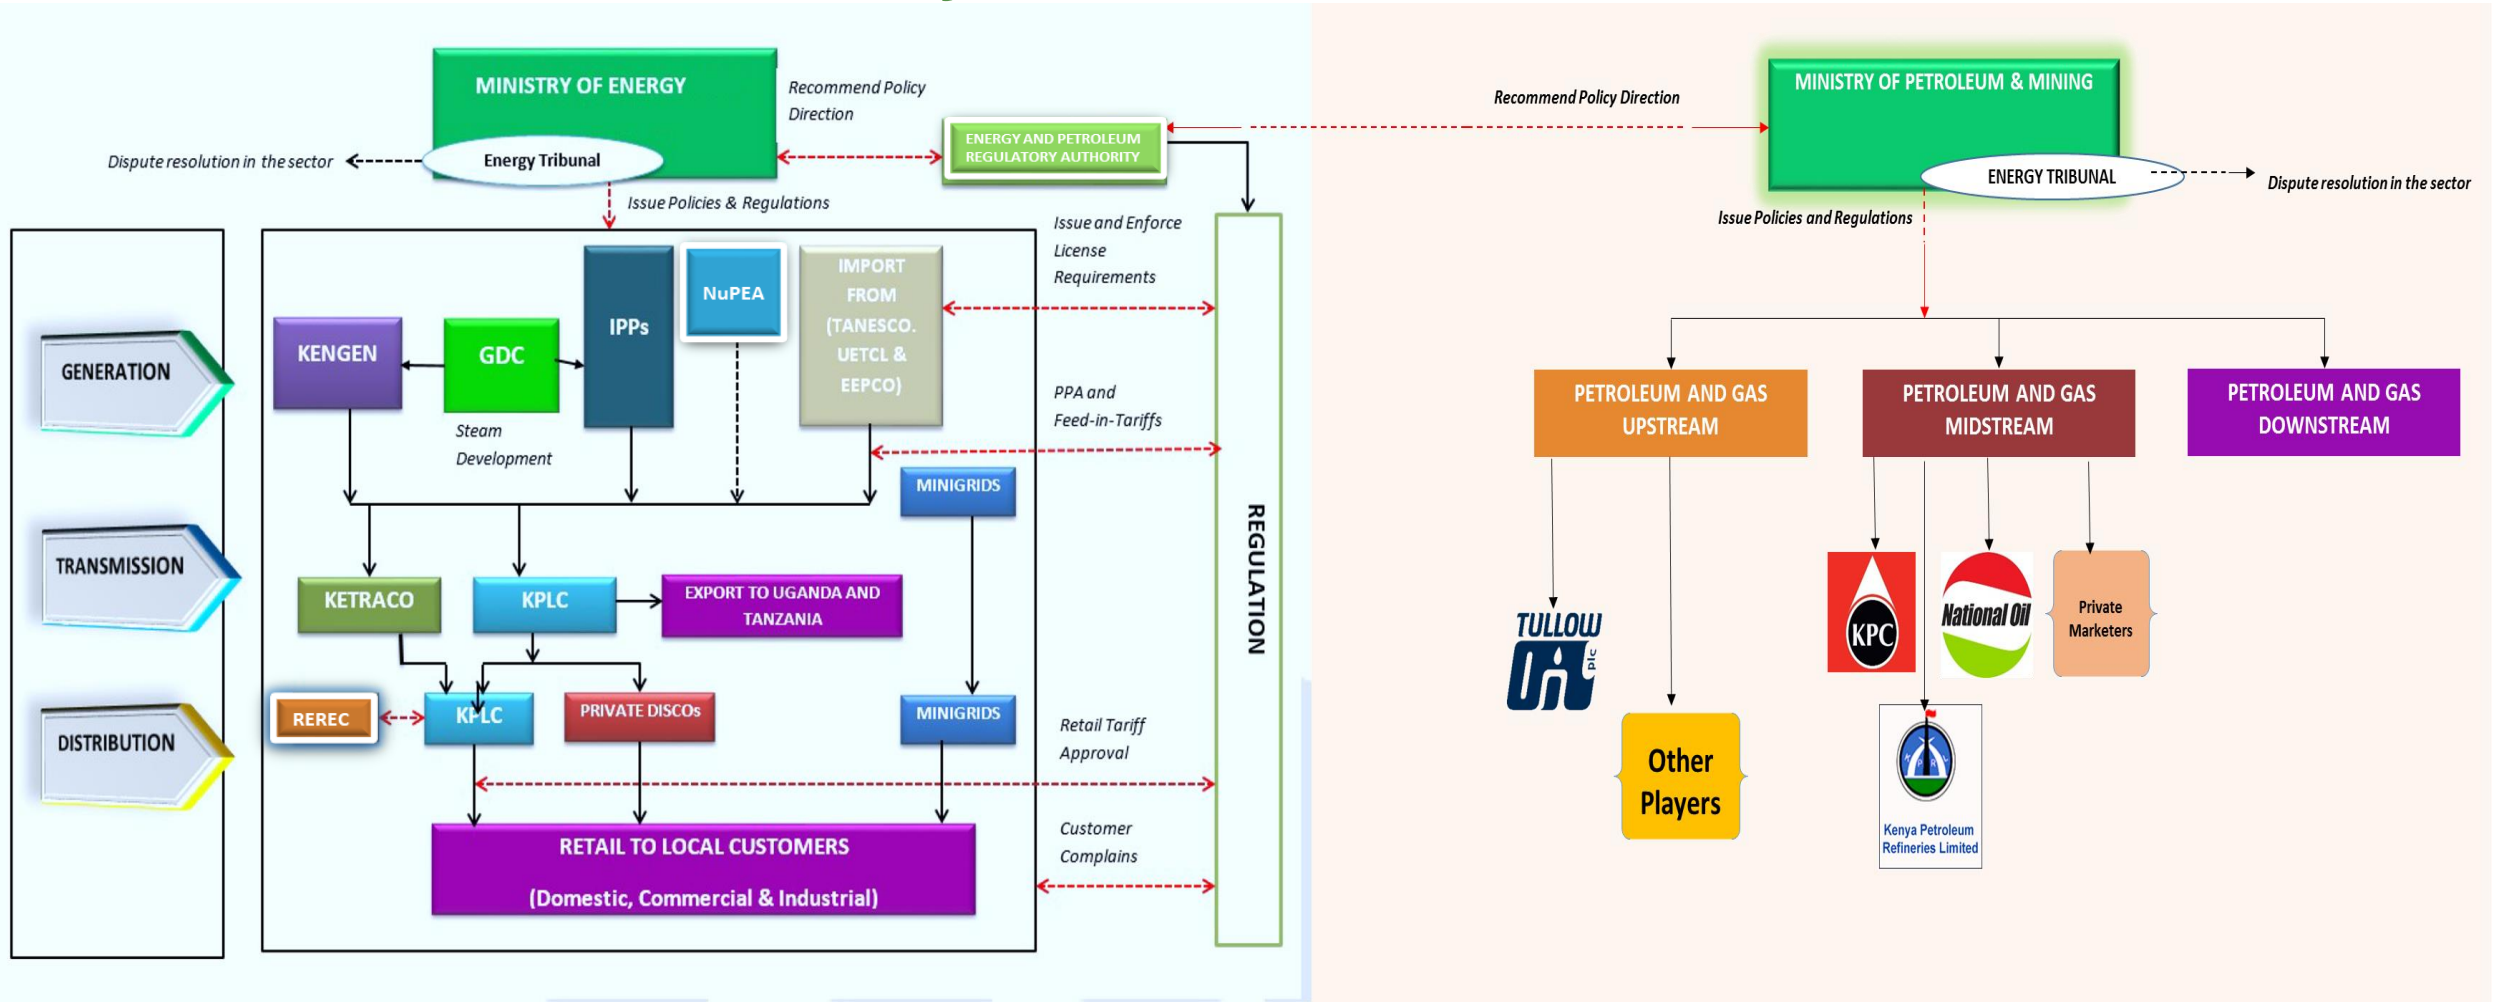 MINISTRY OF ENERGY
Energy Tribunal
Dispute resolution in the sector
Recommend Policy
Direction
ENERGY AND PETROLEUM
REGULATORY AUTHORITY
Issue Policies & Regulations
GENERATION
TRANSMISSION
DISTRIBUTION
KENGEN
GDC
Steam
Development
IPPs
NuPEA
IMPORT
FROM
(TANESCO.
UETCL &
EEPCO)
MINIGRIDS
KETRACO
KPLC
EXPORT TO UGANDA AND
TANZANIA
REREC
KPLC
PRIVATE DISCOs
MINIGRIDS
RETAIL TO LOCAL CUSTOMERS
(Domestic, Commercial & Industrial)
Issue and Enforce
License
Requirements
PPA and
Feed-in-Tariffs
Retail Tariff
Approval
Customer
Complains
REGULATION
Recommend Policy Direction
MINISTRY OF PETROLEUM & MINING
ENERGY TRIBUNAL
Dispute resolution in the sector
Issue Policies and Regulations
PETROLEUM AND GAS
UPSTREAM
PETROLEUM AND GAS
MIDSTREAM
PETROLEUM AND GAS
DOWNSTREAM
TULLOW
Oil
plc
Other
Players
KPC
National Oil
Private
Marketers
K P R L
Kenya Petroleum
Refineries Limited